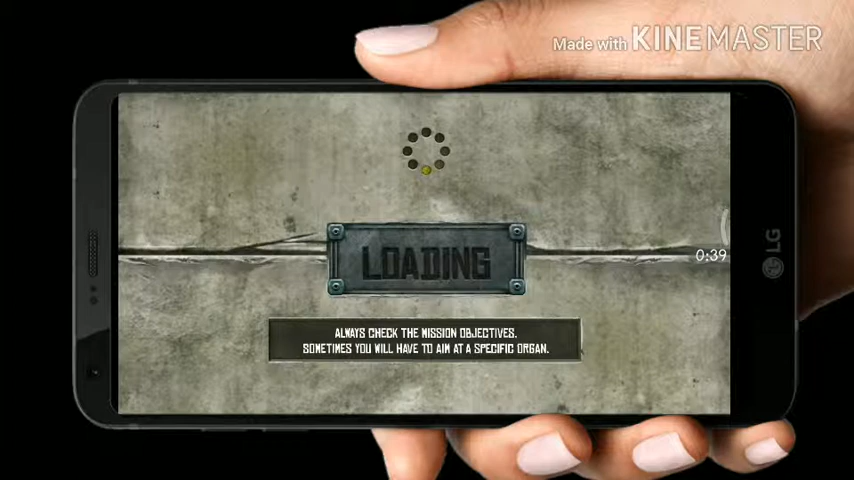 Made with KINEMASTER
LG
0:39
LOADING
ALWAYS CHECK THE MISSION OBJECTIVES.
SOMETIMES YOU WILL HAVE TO AIM AT A SPECIFIC ORGAN.